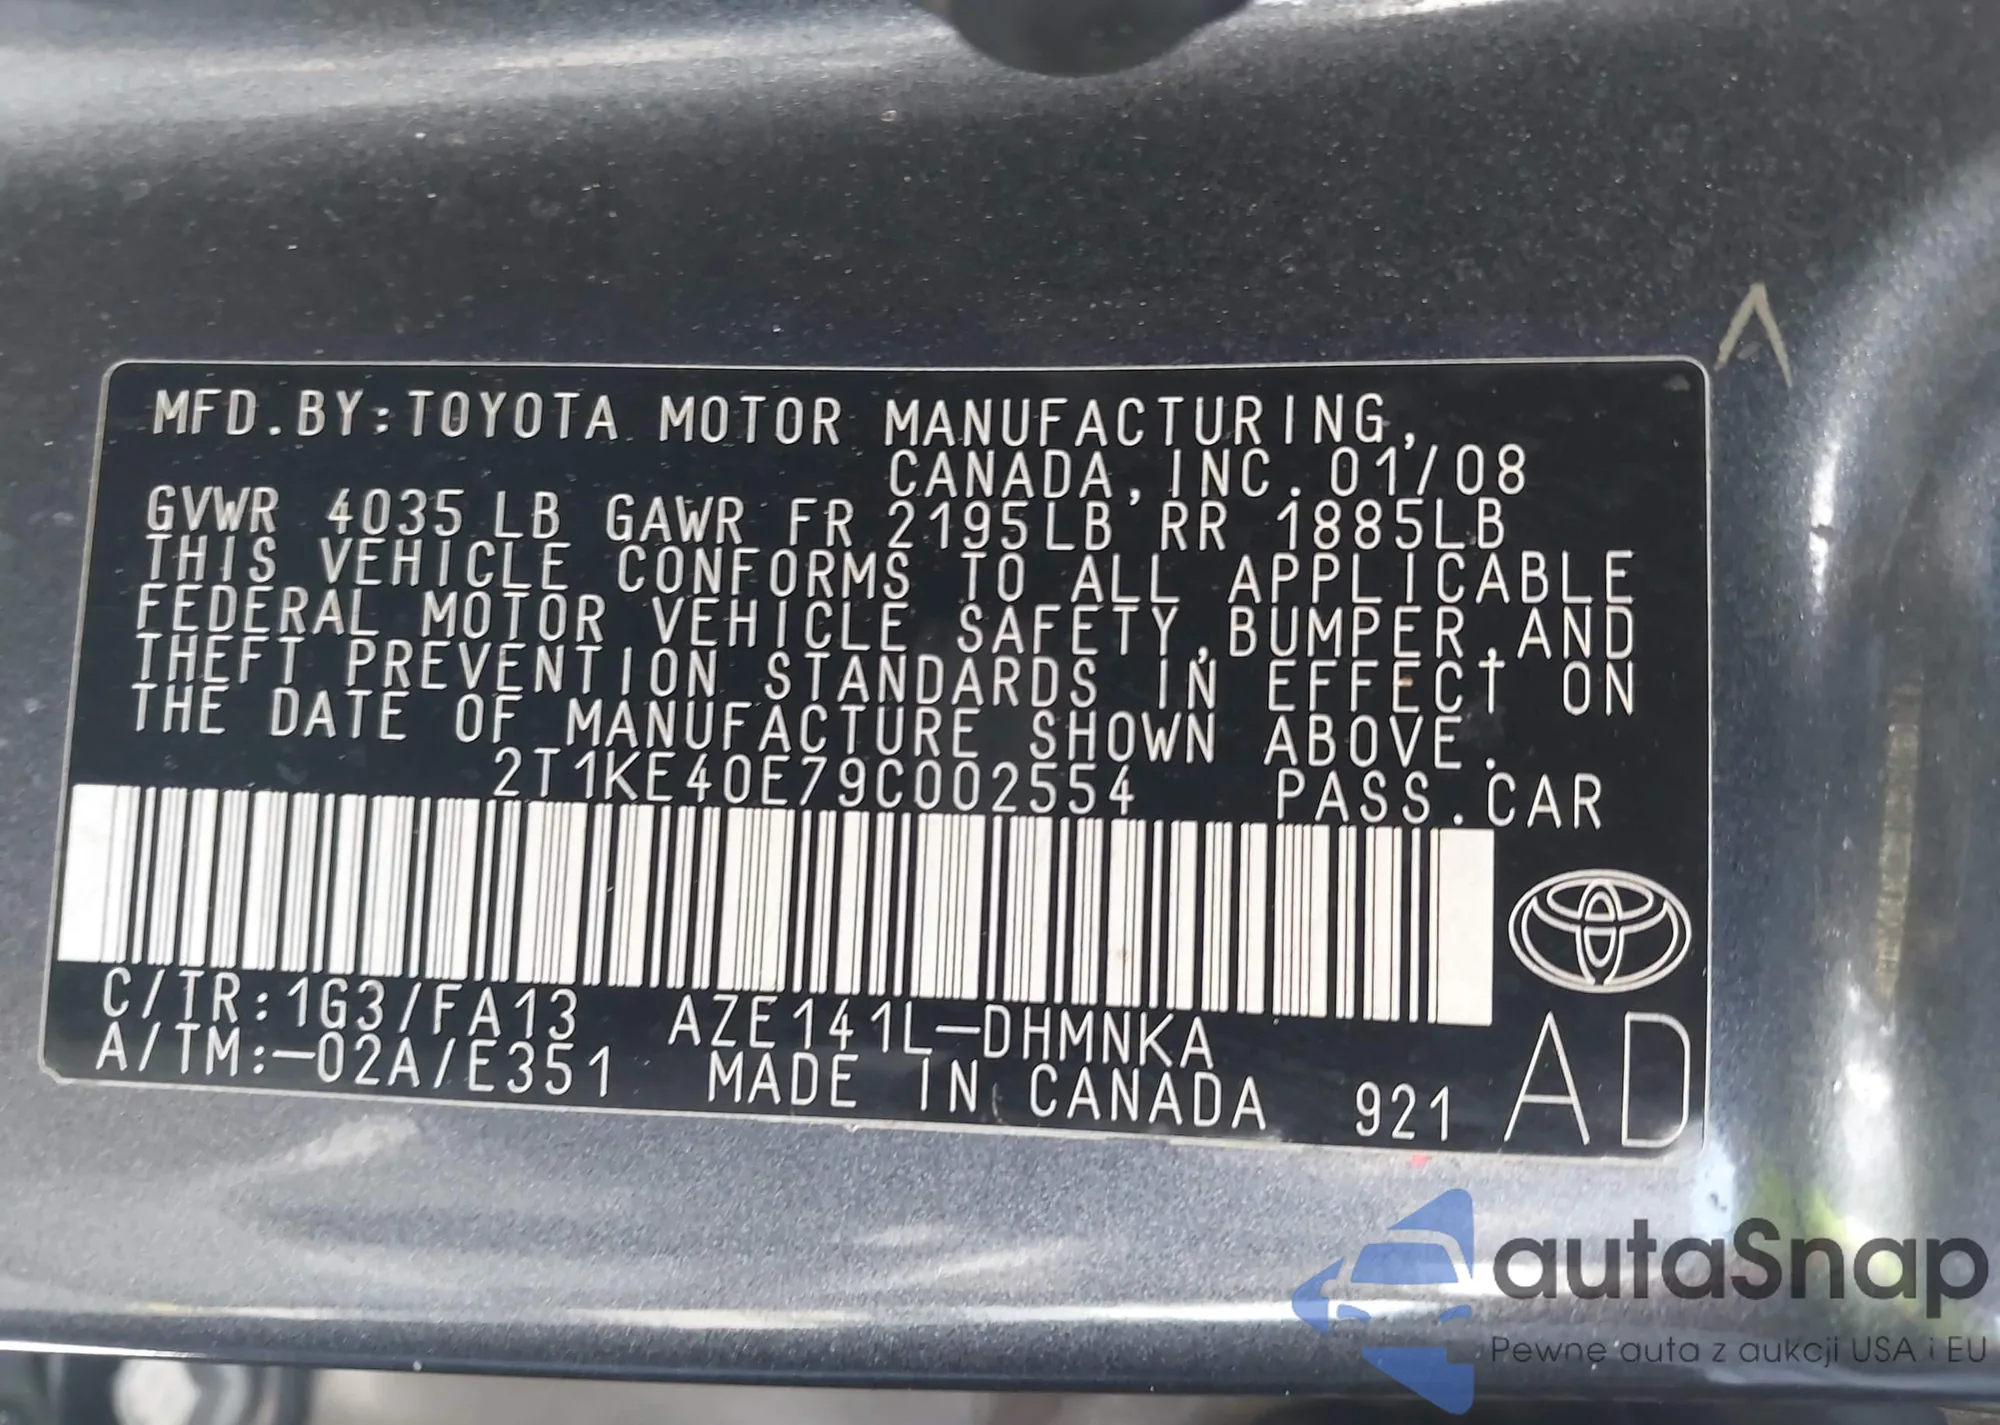 MFD.BY:TOYOTA MOTOR MANUFACTURING,
CANADA,INC.01/08
GVWR 4035LB GAWR FR 2195LB RR 1885LB
THIS VEHICLE CONFORMS TO ALL APPLICABLE
FEDERAL MOTOR VEHICLE SAFETY,BUMPER,AND
THEFT PREVENTION STANDARDS IN EFFECT ON
THE DATE OF MANUFACTURE SHOWN ABOVE.
2T1KE40E79C002554 PASS.CAR
C/TR:1G3/FA13 AZE141L-DHMNKA
A/TM:-02A/E351 MADE IN CANADA 921 AD
autaSnap
Pewne auta z aukcji USA i EU